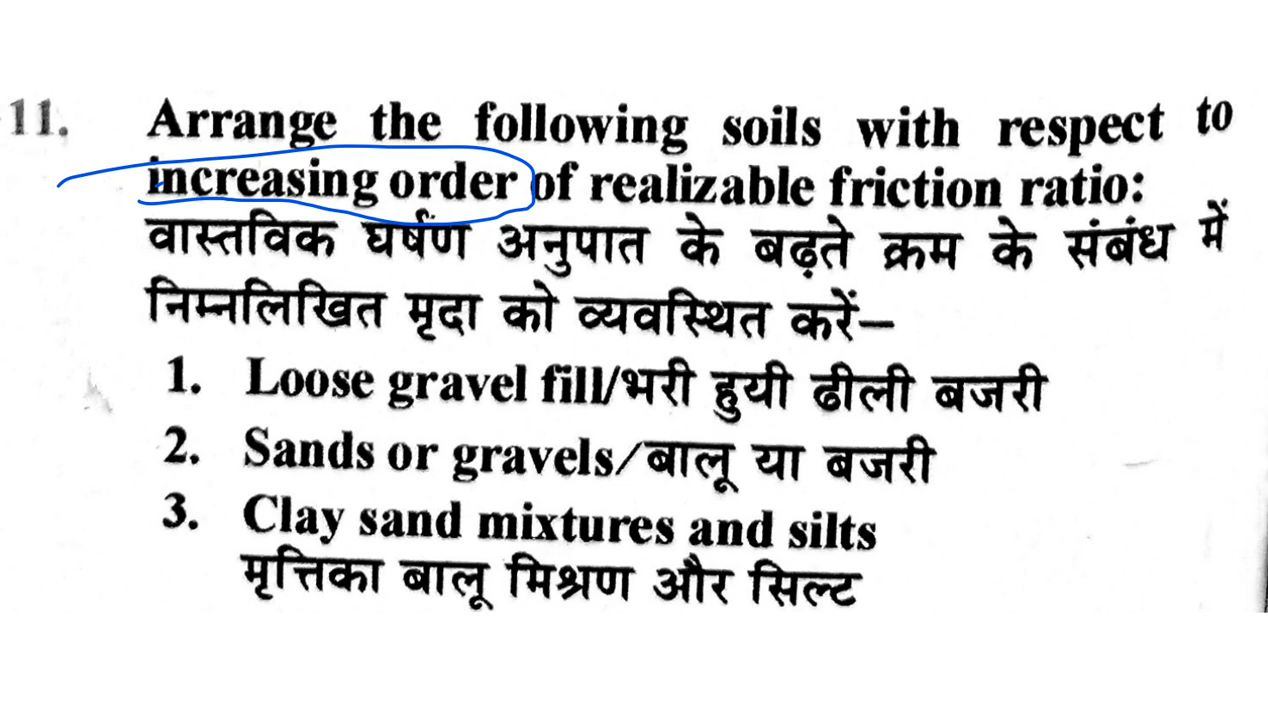 11. Arrange the following soils with respect to
increasing order of realizable friction ratio:
वास्तविक घर्षण अनुपात के बढ़ते क्रम के संबंध में
निम्नलिखित मृदा को व्यवस्थित करें–
1. Loose gravel fill/भरी हुयी ढीली बजरी
2. Sands or gravels/बालू या बजरी
3. Clay sand mixtures and silts
मृत्तिका बालू मिश्रण और सिल्ट